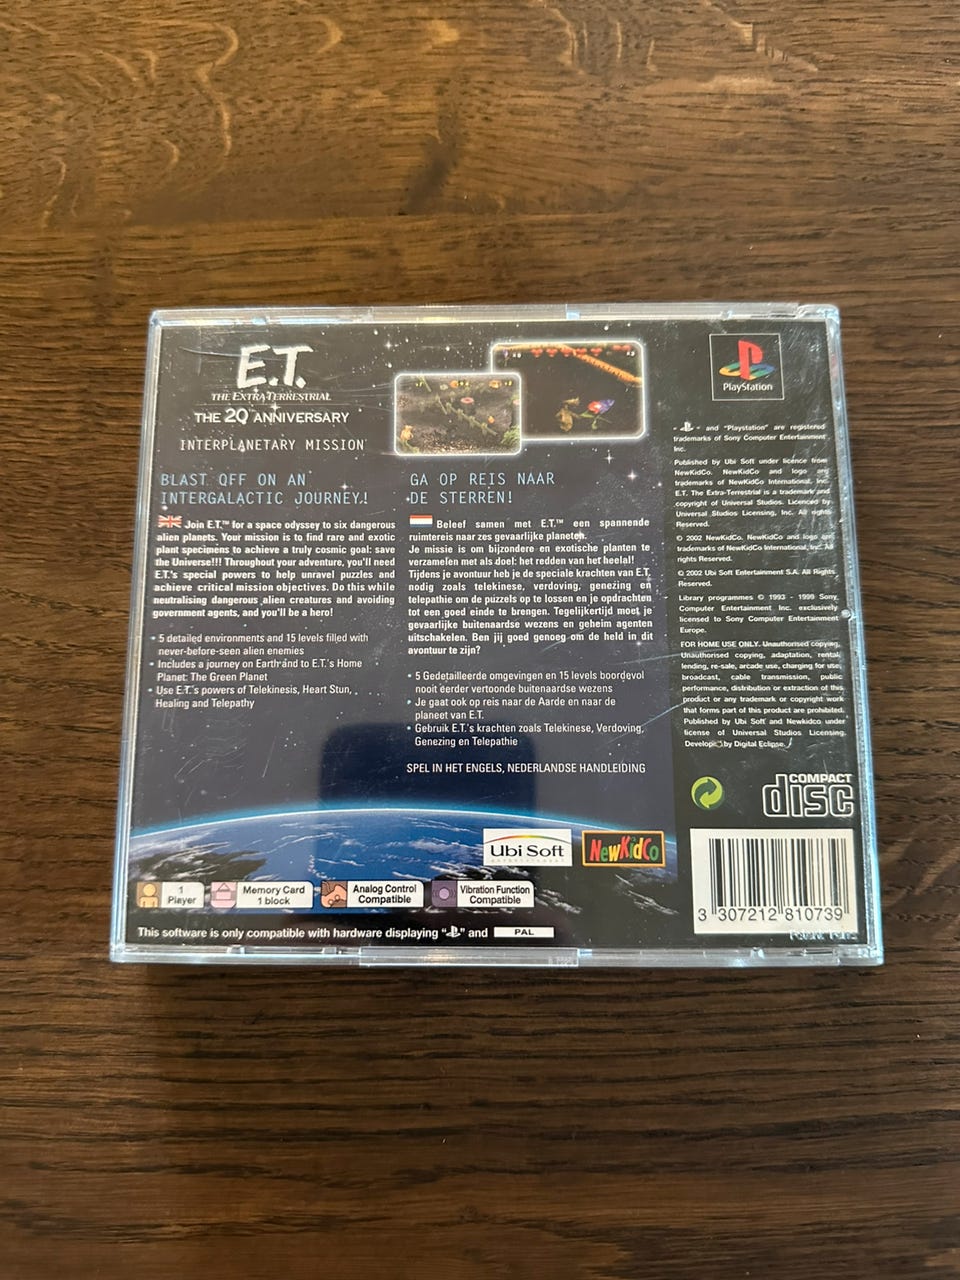 E.T.
THE EXTRA-TERRESTRIAL
THE 20 ANNIVERSARY
INTERPLANETARY MISSION
BLAST OFF ON AN
INTERGALACTIC JOURNEY!
Join E.T.™ for a space odyssey to six dangerous
alien planets. Your mission is to find rare and exotic
plant specimens to achieve a truly cosmic goal: save
the Universe!!! Throughout your adventure, you'll need
E.T.'s special powers to help unravel puzzles and
achieve critical mission objectives. Do this while
neutralising dangerous alien creatures and avoiding
government agents, and you'll be a hero!
• 5 detailed environments and 15 levels filled with
never-before-seen alien enemies
• Includes a journey on Earth and to E.T.'s Home
Planet: The Green Planet
• Use E.T.'s powers of Telekinesis, Heart Stun,
Healing and Telepathy
GA OP REIS NAAR
DE STERREN!
Beleef samen met E.T.™ een spannende
ruimtereis naar zes gevaarlijke planeten.
Je missie is om bijzondere en exotische planten te
verzamelen met als doel: het redden van het heelal!
Tijdens je avontuur heb je de speciale krachten van E.T.
nodig zoals telekinese, verdoving, genezing en
telepathie om de puzzels op te lossen en je opdrachten
tot een goed einde te brengen. Tegelijkertijd moet je
gevaarlijke buitenaardse wezens en geheim agenten
uitschakelen. Ben jij goed genoeg om de held in dit
avontuur te zijn?
• 5 Gedetailleerde omgevingen en 15 levels boordevol
nooit eerder vertoonde buitenaardse wezens
• Je gaat ook op reis naar de Aarde en naar de
planeet van E.T.
• Gebruik E.T.'s krachten zoals Telekinese, Verdoving,
Genezing en Telepathie
SPEL IN HET ENGELS, NEDERLANDSE HANDLEIDING
PlayStation
" " and "Playstation" are registered
trademarks of Sony Computer Entertainment
Inc.
Published by Ubi Soft under licence from
NewKidCo. NewKidCo and logo are
trademarks of NewKidCo International, Inc.
E.T. The Extra-Terrestrial is a trademark and
copyright of Universal Studios. Licenced by
Universal Studios Licensing, Inc. All rights
Reserved.
© 2002 NewKidCo. NewKidCo and logo are
trademarks of NewKidCo International, Inc. All
rights Reserved.
© 2002 Ubi Soft Entertainment S.A. All Rights
Reserved.
Library programmes © 1993 - 1999 Sony
Computer Entertainment Inc. exclusively
licensed to Sony Computer Entertainment
Europe.
FOR HOME USE ONLY. Unauthorised copying,
Unauthorised copying, adaptation, rental,
lending, re-sale, arcade use, charging for use,
broadcast, cable transmission, public
performance, distribution or extraction of this
product or any trademark or copyright work
that forms part of this product are prohibited.
Published by Ubi Soft and Newkidco under
license of Universal Studios Licensing.
Developed by Digital Eclipse.
COMPACT
disc
Ubi Soft
ENTERTAINMENT
NewKidCo
1
Player
Memory Card
1 block
Analog Control
Compatible
Vibration Function
Compatible
3 307212 810739
This software is only compatible with hardware displaying " " and PAL